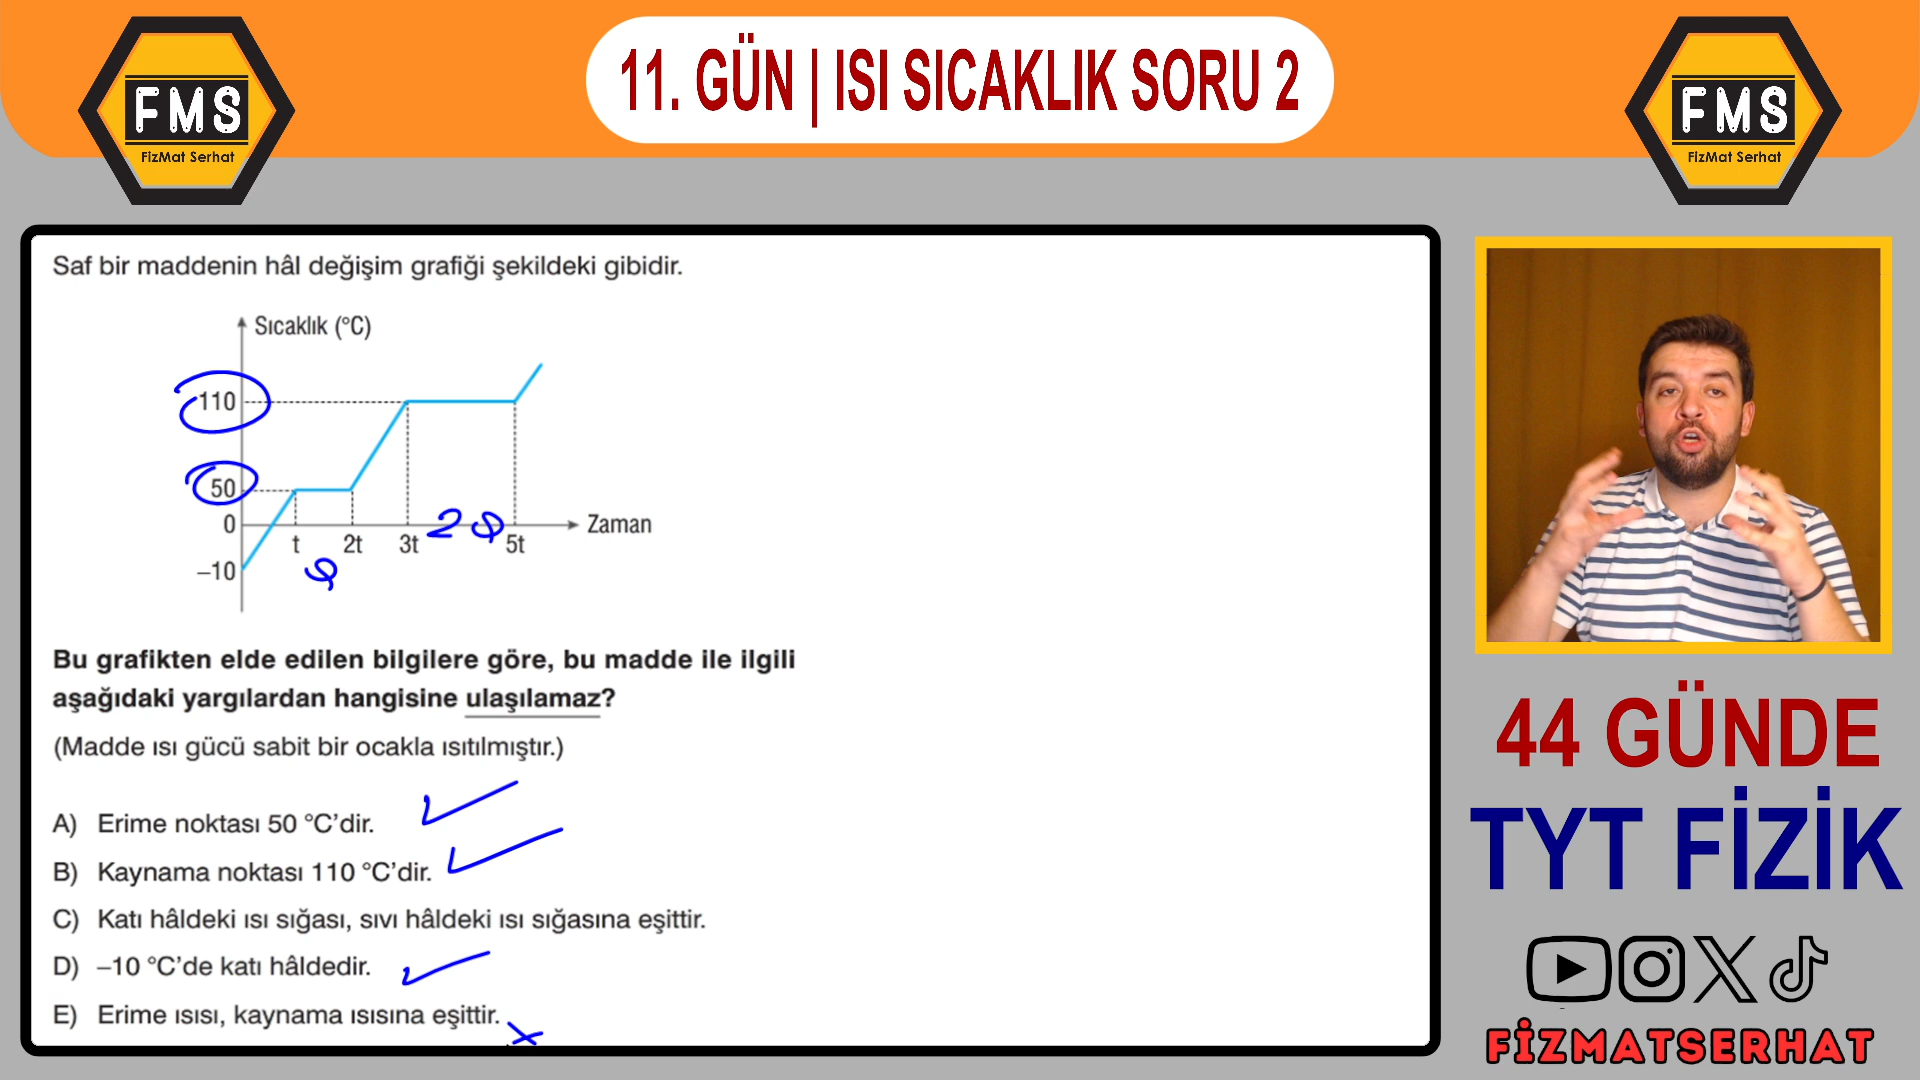 FMS
FizMat Serhat
11. GÜN | ISI SICAKLIK SORU 2
FMS
FizMat Serhat
Saf bir maddenin hâl değişim grafiği şekildeki gibidir.
Sıcaklık (°C)
110
50
0
–10
t
2t
3t
5t
Zaman
2Q
Q
Bu grafikten elde edilen bilgilere göre, bu madde ile ilgili
aşağıdaki yargılardan hangisine ulaşılamaz?
(Madde ısı gücü sabit bir ocakla ısıtılmıştır.)
A) Erime noktası 50 °C’dir.
B) Kaynama noktası 110 °C’dir.
C) Katı hâldeki ısı sığası, sıvı hâldeki ısı sığasına eşittir.
D) –10 °C’de katı hâldedir.
E) Erime ısısı, kaynama ısısına eşittir.
44 GÜNDE
TYT FİZİK
FİZMATSERHAT